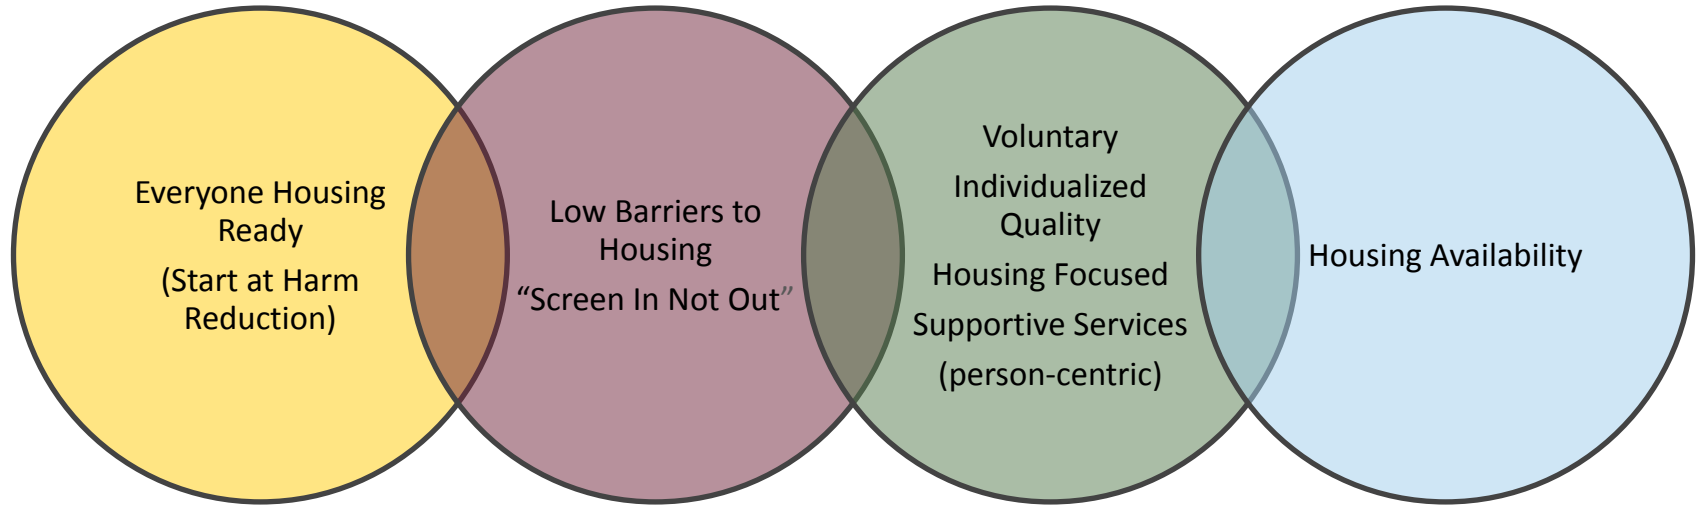 Everyone Housing
Ready
(Start at Harm
Reduction)
Low Barriers to
Housing
“Screen In Not Out”
Voluntary
Individualized
Quality
Housing Focused
Supportive Services
(person-centric)
Housing Availability